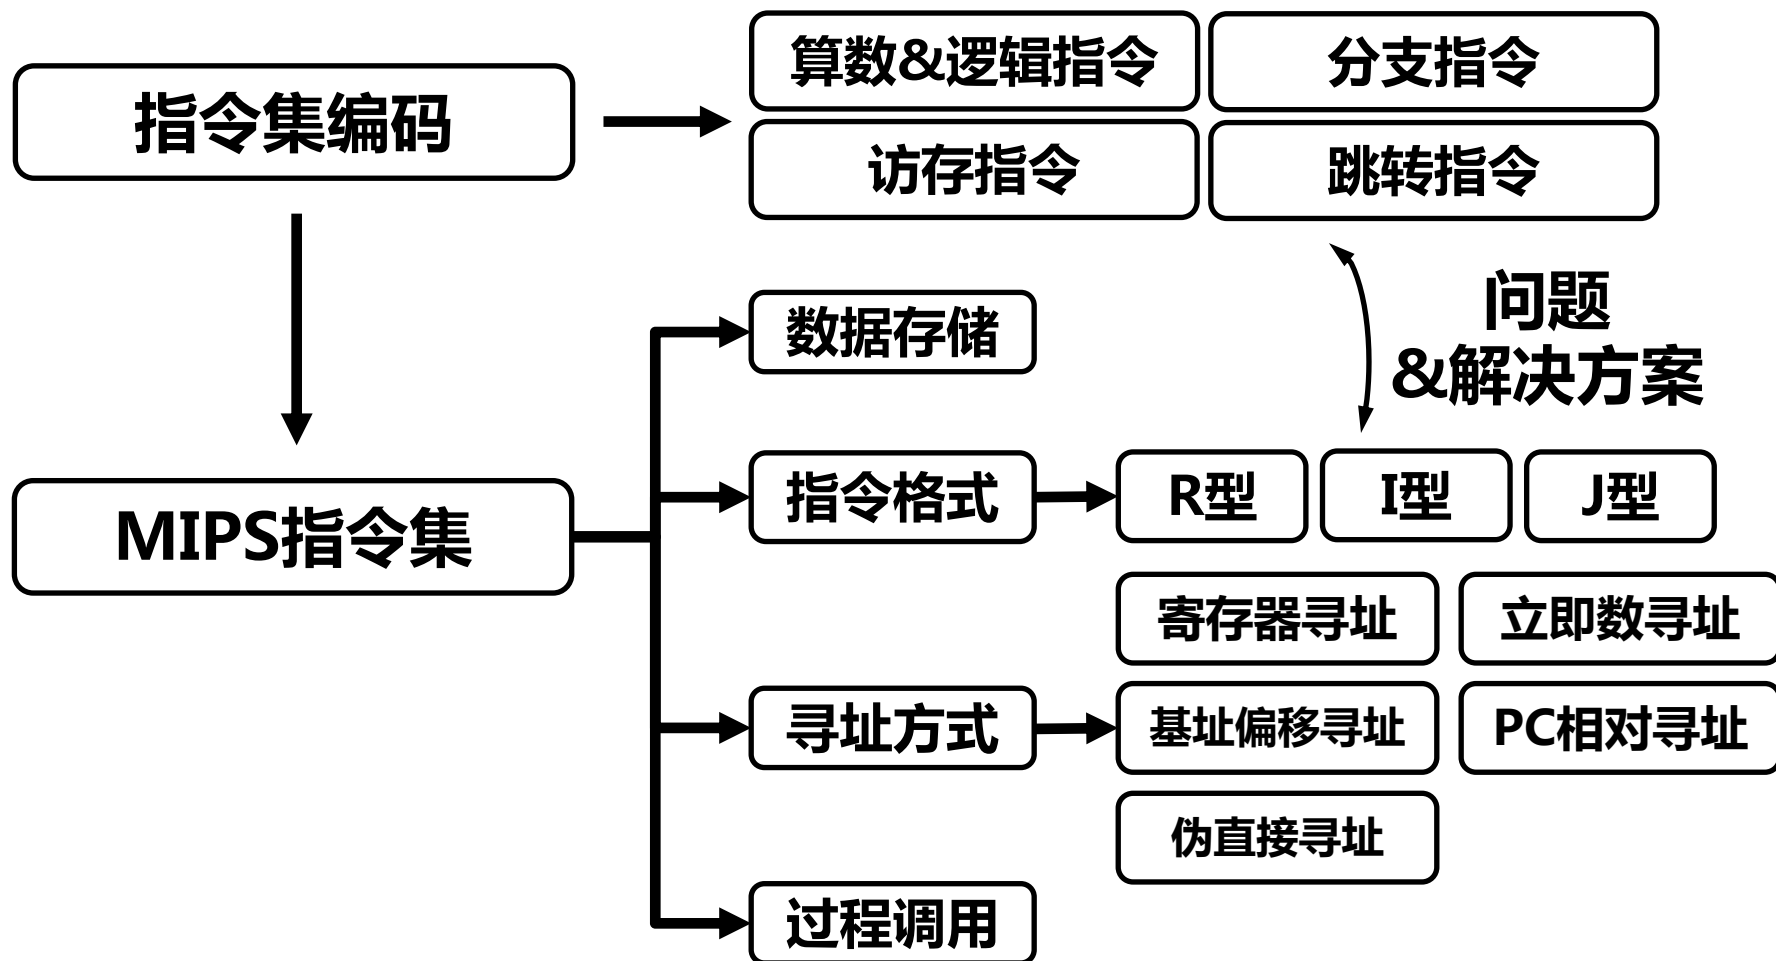 指令集编码
算数&逻辑指令
分支指令
访存指令
跳转指令
问题
&解决方案
MIPS指令集
数据存储
指令格式
R型
I型
J型
寻址方式
寄存器寻址
立即数寻址
基址偏移寻址
PC相对寻址
伪直接寻址
过程调用